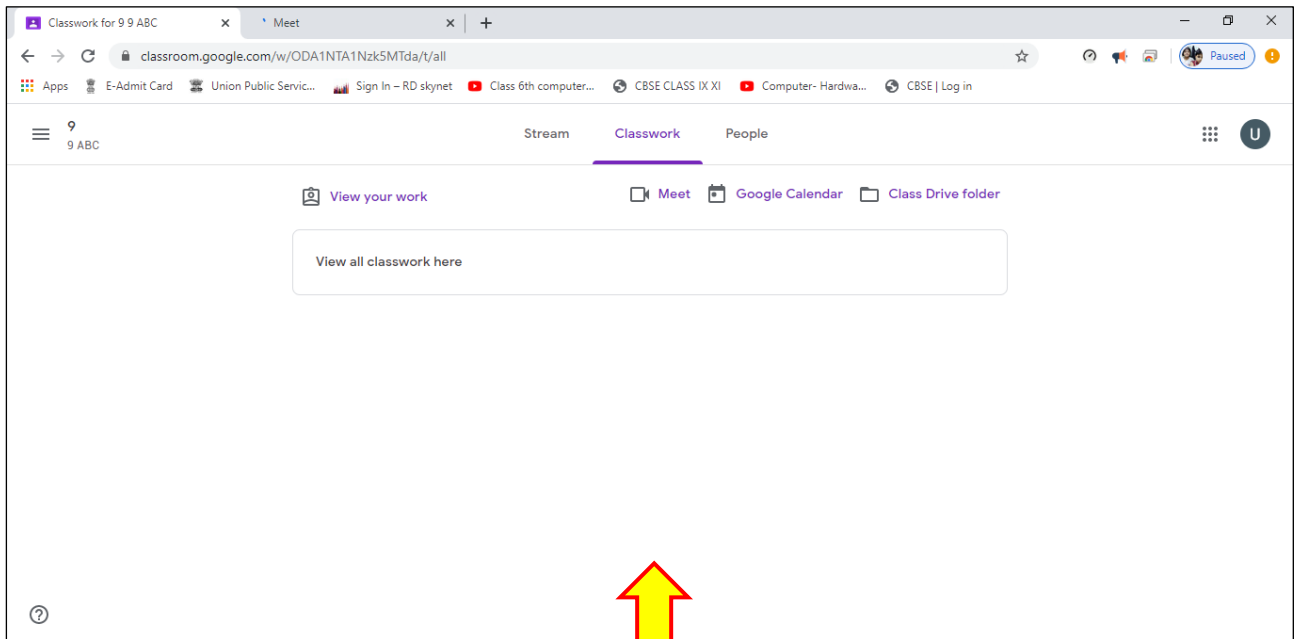 Classwork for 9 9 ABC
Meet
classroom.google.com/w/ODA1NTA1Nzk5MTda/t/all
Paused
Apps E-Admit Card Union Public Servic... Sign In – RD skynet Class 6th computer... CBSE CLASS IX XI Computer- Hardwa... CBSE | Log in
9
9 ABC
Stream Classwork People
U
View your work Meet Google Calendar Class Drive folder
View all classwork here